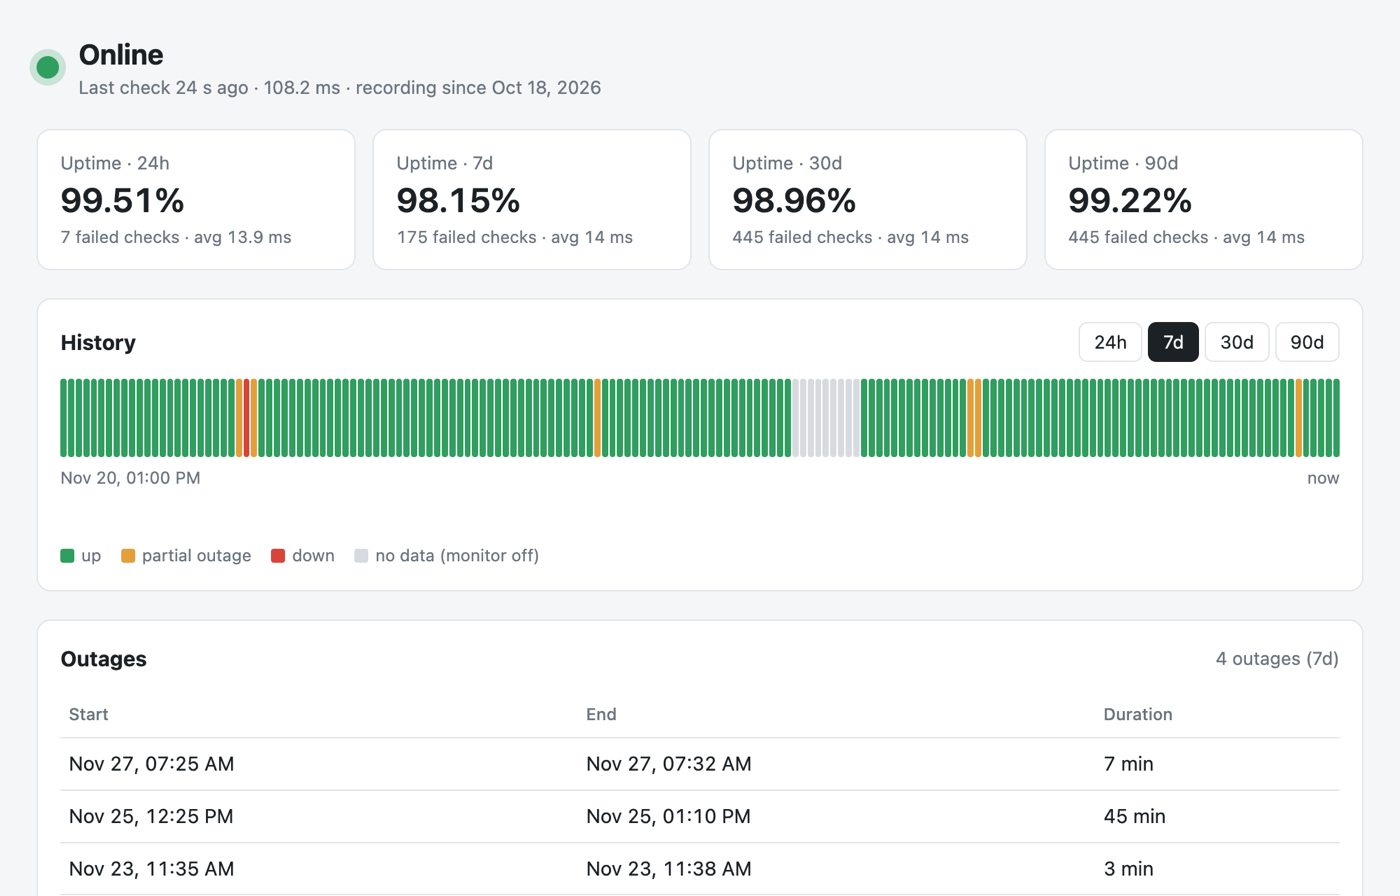 Online
Last check 24 s ago · 108.2 ms · recording since Oct 18, 2026
Uptime · 24h
99.51%
7 failed checks · avg 13.9 ms
Uptime · 7d
98.15%
175 failed checks · avg 14 ms
Uptime · 30d
98.96%
445 failed checks · avg 14 ms
Uptime · 90d
99.22%
445 failed checks · avg 14 ms
History
24h 7d 30d 90d
Nov 20, 01:00 PM now
up partial outage down no data (monitor off)
Outages 4 outages (7d)
Start End Duration
Nov 27, 07:25 AM Nov 27, 07:32 AM 7 min
Nov 25, 12:25 PM Nov 25, 01:10 PM 45 min
Nov 23, 11:35 AM Nov 23, 11:38 AM 3 min